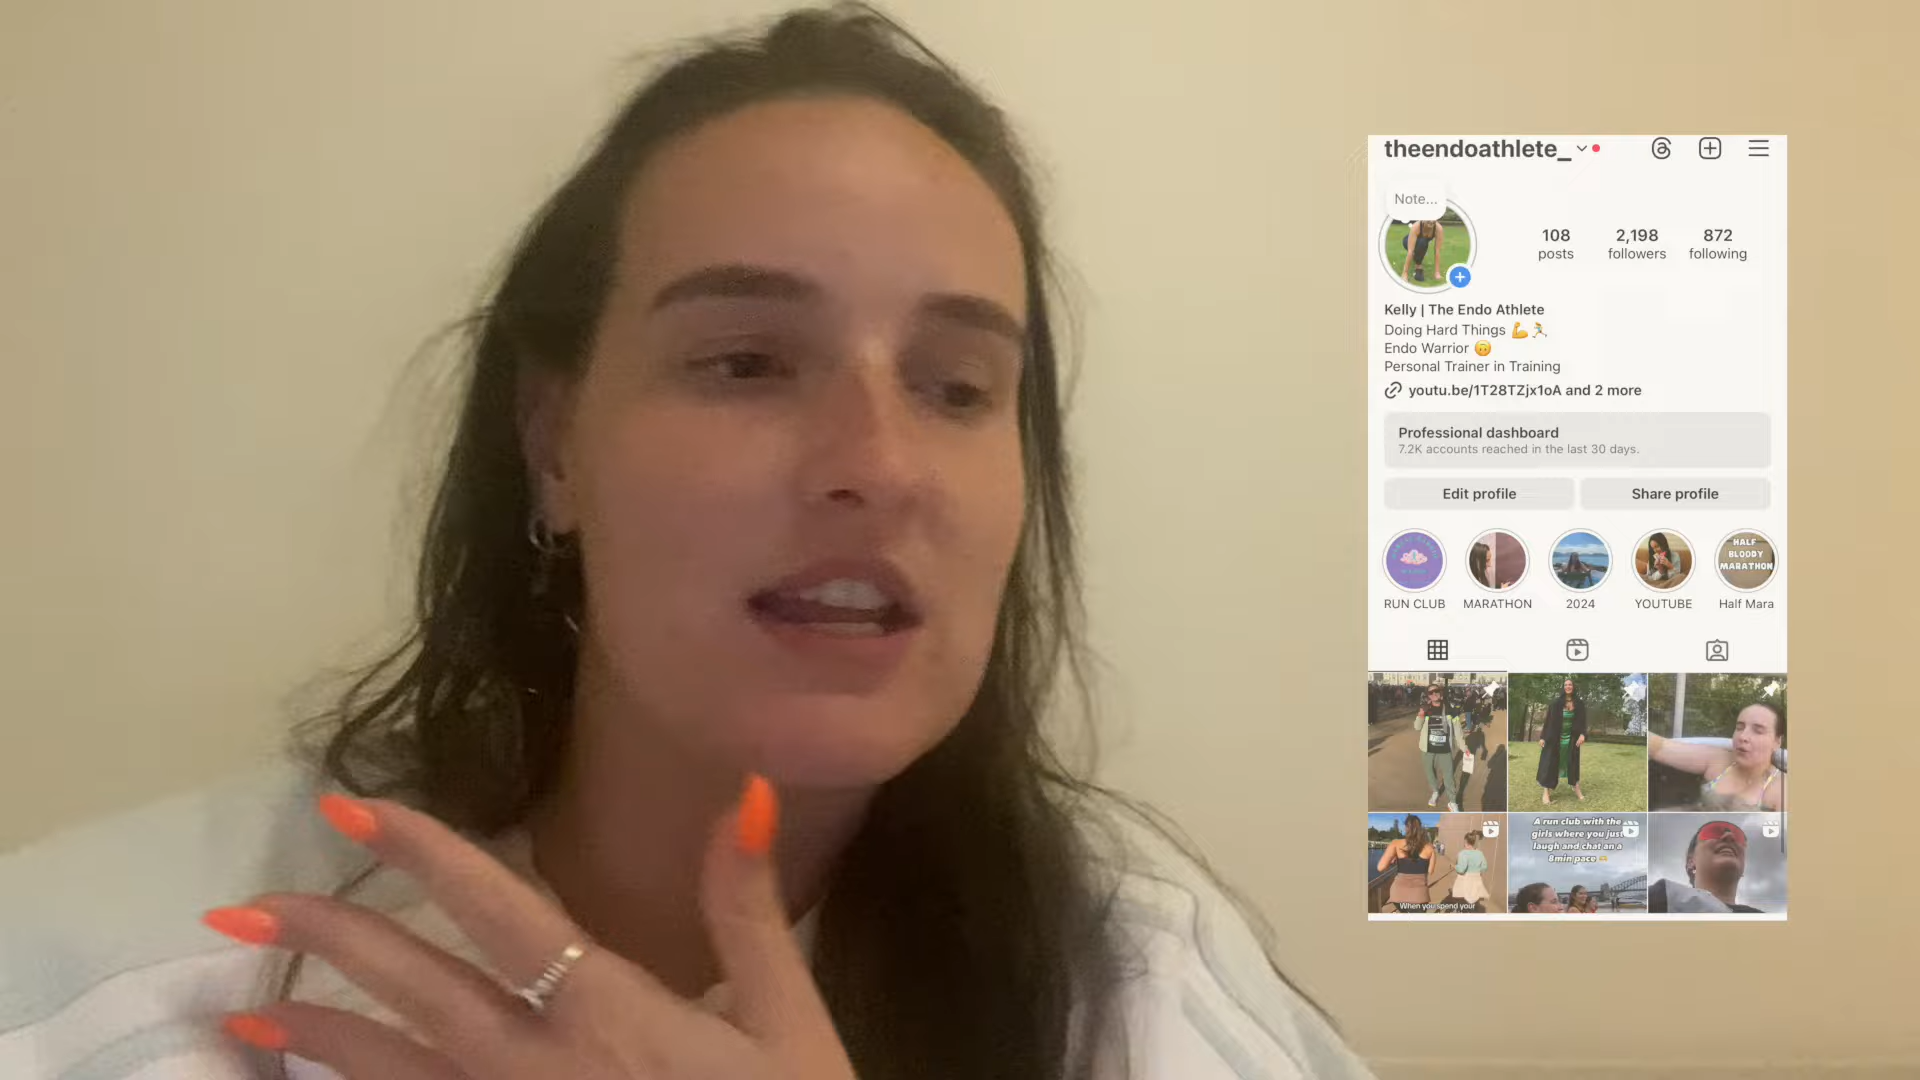 theendoathlete_
Note...
108
posts
2,198
followers
872
following
Kelly | The Endo Athlete
Doing Hard Things 💪🏃
Endo Warrior 🙃
Personal Trainer in Training
youtu.be/1T28TZjx1oA and 2 more
Professional dashboard
7.2K accounts reached in the last 30 days.
Edit profile
Share profile
HALF
BLOODY
MARATHON
RUN CLUB
MARATHON
2024
YOUTUBE
Half Mara
A run club with the
girls where you just
laugh and chat an a
8min pace
When you spend your